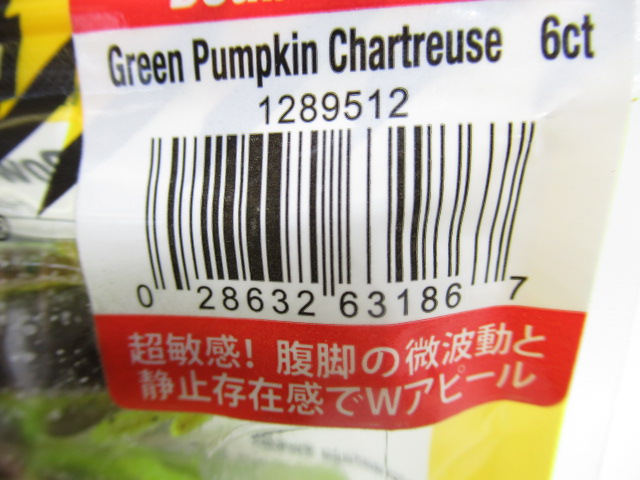 Green Pumpkin Chartreuse 6ct
1289512
0 28632 63186 7
超敏感! 腹脚の微波動と
静止存在感でWアピール